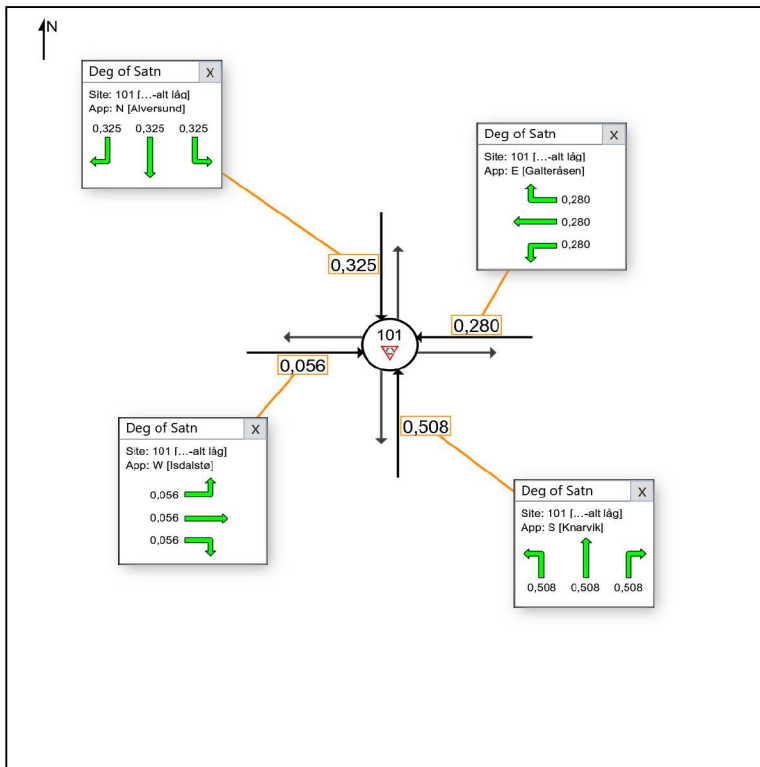 N
Deg of Satn X
Site: 101 [...-alt låg]
App: N [Alversund]
0,325 0,325 0,325
Deg of Satn X
Site: 101 [...-alt låg]
App: E [Galteråsen]
0,280
0,280
0,280
0,325
101
0,280
0,056
0,508
Deg of Satn X
Site: 101 [...-alt låg]
App: W [Isdalstø]
0,056
0,056
0,056
Deg of Satn X
Site: 101 [...-alt låg]
App: S [Knarvik]
0,508 0,508 0,508